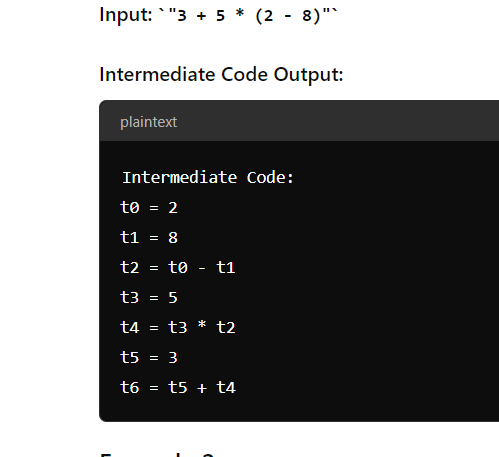 Input: `"3 + 5 * (2 - 8)"`
Intermediate Code Output:
plaintext
Intermediate Code:
t0 = 2
t1 = 8
t2 = t0 - t1
t3 = 5
t4 = t3 * t2
t5 = 3
t6 = t5 + t4